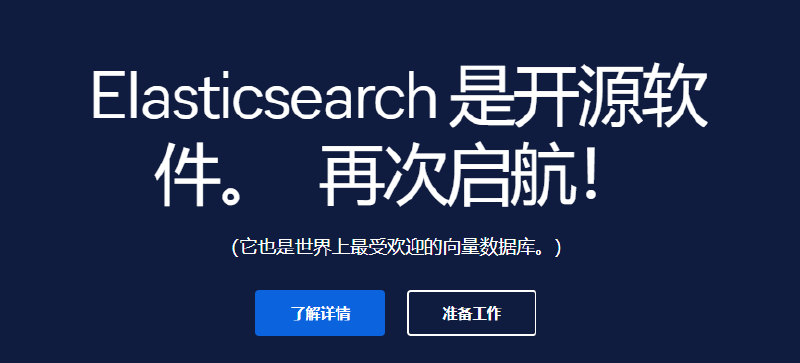 Elasticsearch 是开源软
件。 再次启航！
（它也是世界上最受欢迎的向量数据库。）
了解详情
准备工作